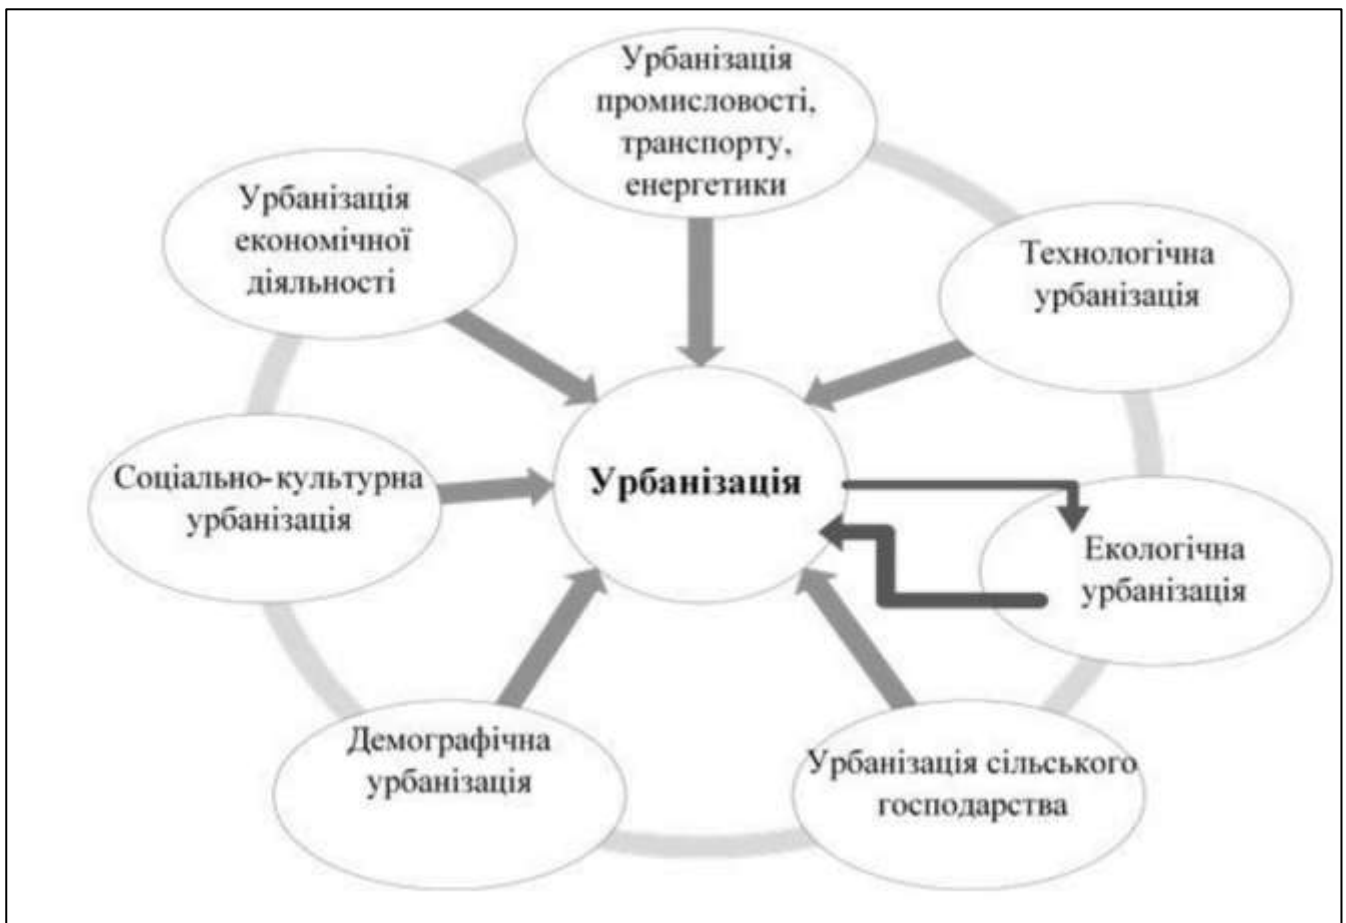 Урбанізація
промисловості,
транспорту,
енергетики
Урбанізація
економічної
діяльності
Технологічна
урбанізація
Соціально-культурна
урбанізація
Урбанізація
Екологічна
урбанізація
Демографічна
урбанізація
Урбанізація сільського
господарства